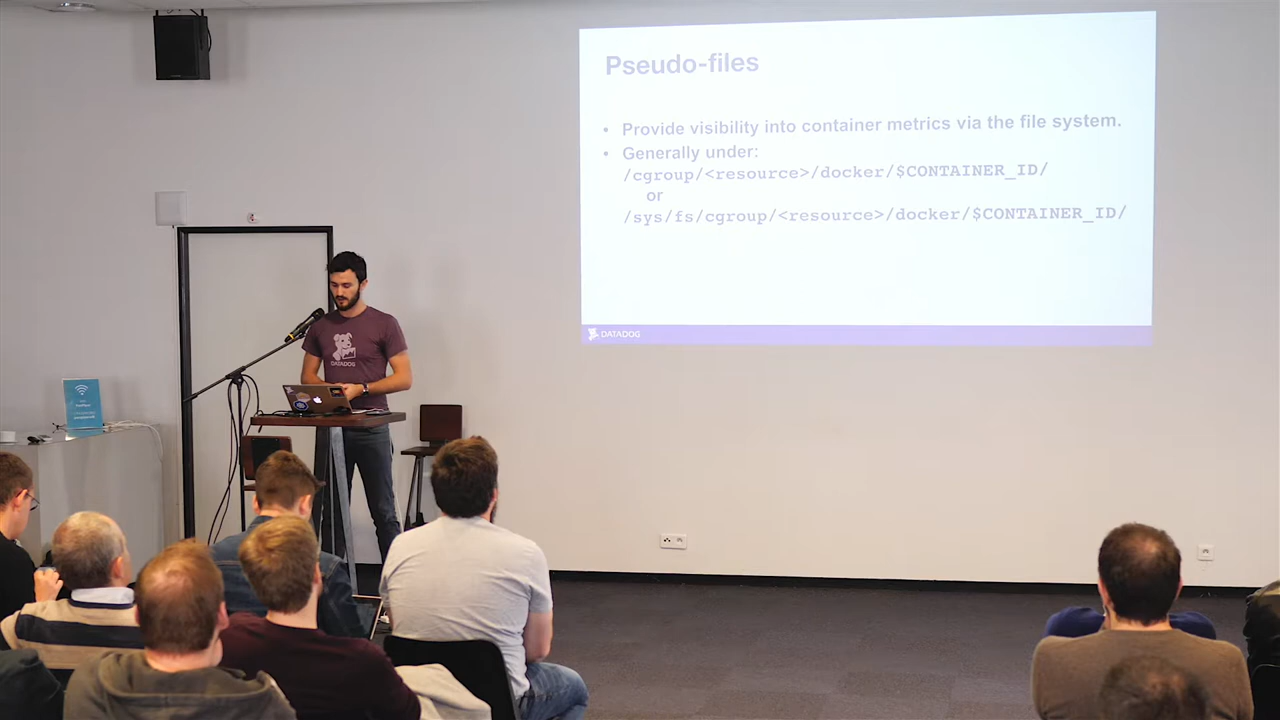 Pseudo-files
• Provide visibility into container metrics via the file system.
• Generally under:
/cgroup/<resource>/docker/$CONTAINER_ID/
or
/sys/fs/cgroup/<resource>/docker/$CONTAINER_ID/
DATADOG
DATADOG